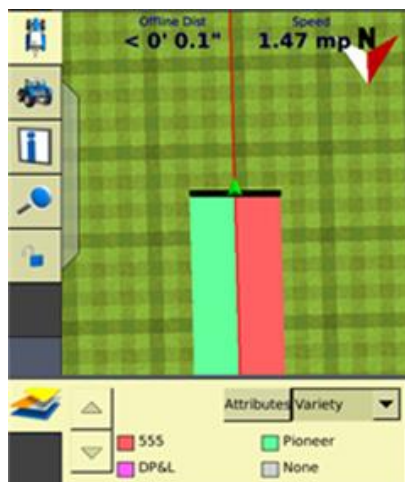 Offline Dist
Speed
< 0' 0.1"
1.47 mp
N
Attributes
Variety
555
Pioneer
DP&L
None